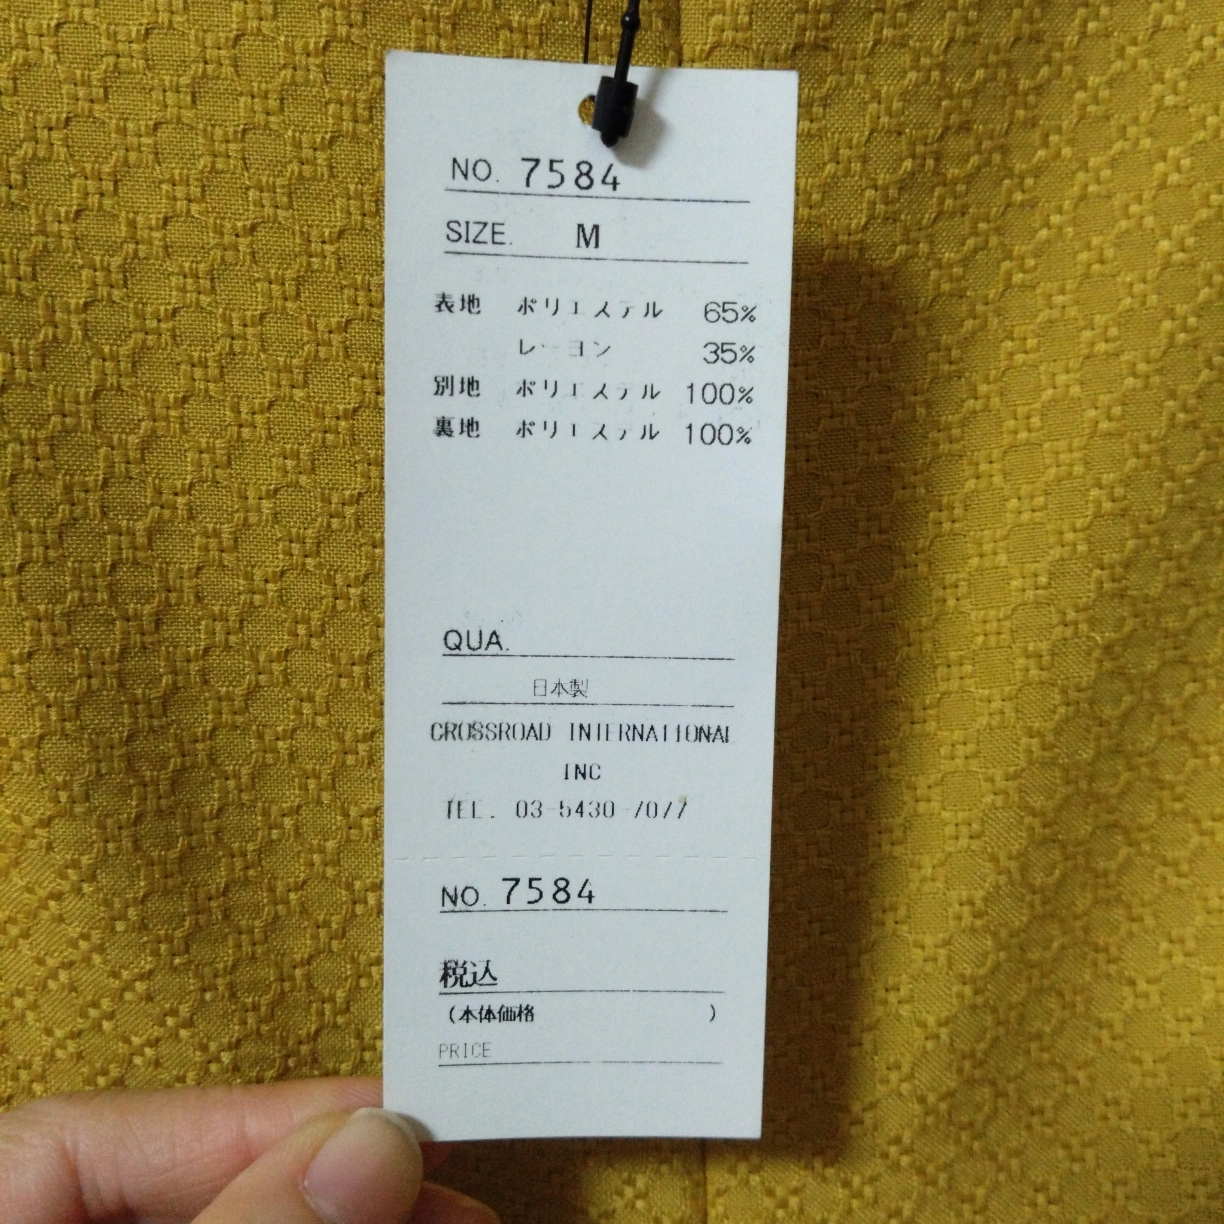 NO. 7584
SIZE. M
表地 ポリエステル 65%
レーヨン 35%
別地 ポリエステル 100%
裏地 ポリエステル 100%
QUA.
日本製
CROSSROAD INTERNATIONAL
INC
TEL. 03-5430-7077
NO. 7584
税込
(本体価格 )
PRICE